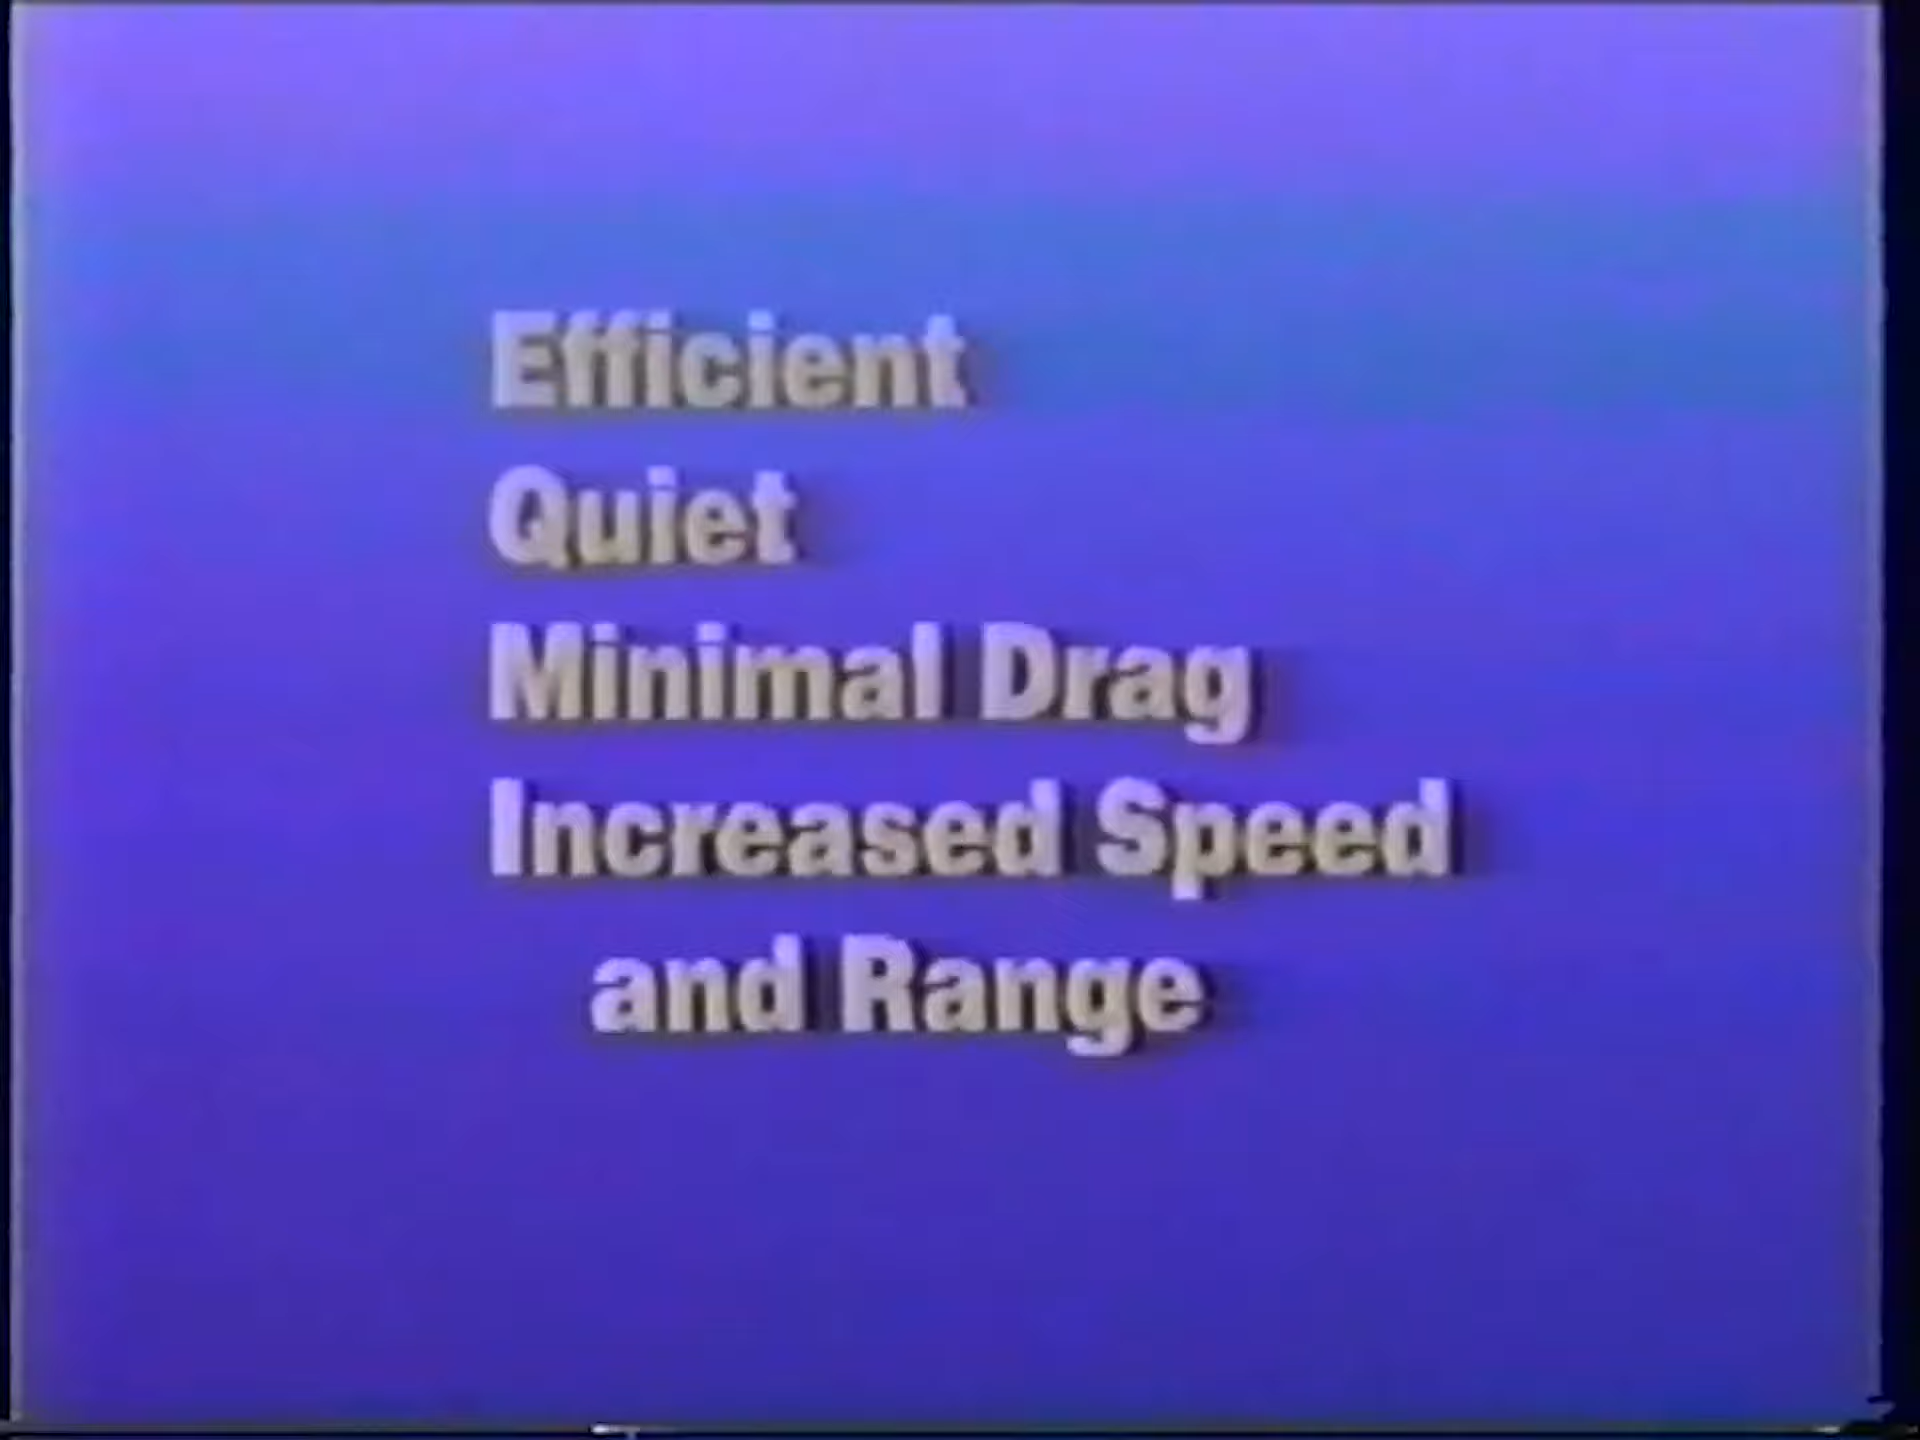 Efficient
Quiet
Minimal Drag
Increased Speed
and Range